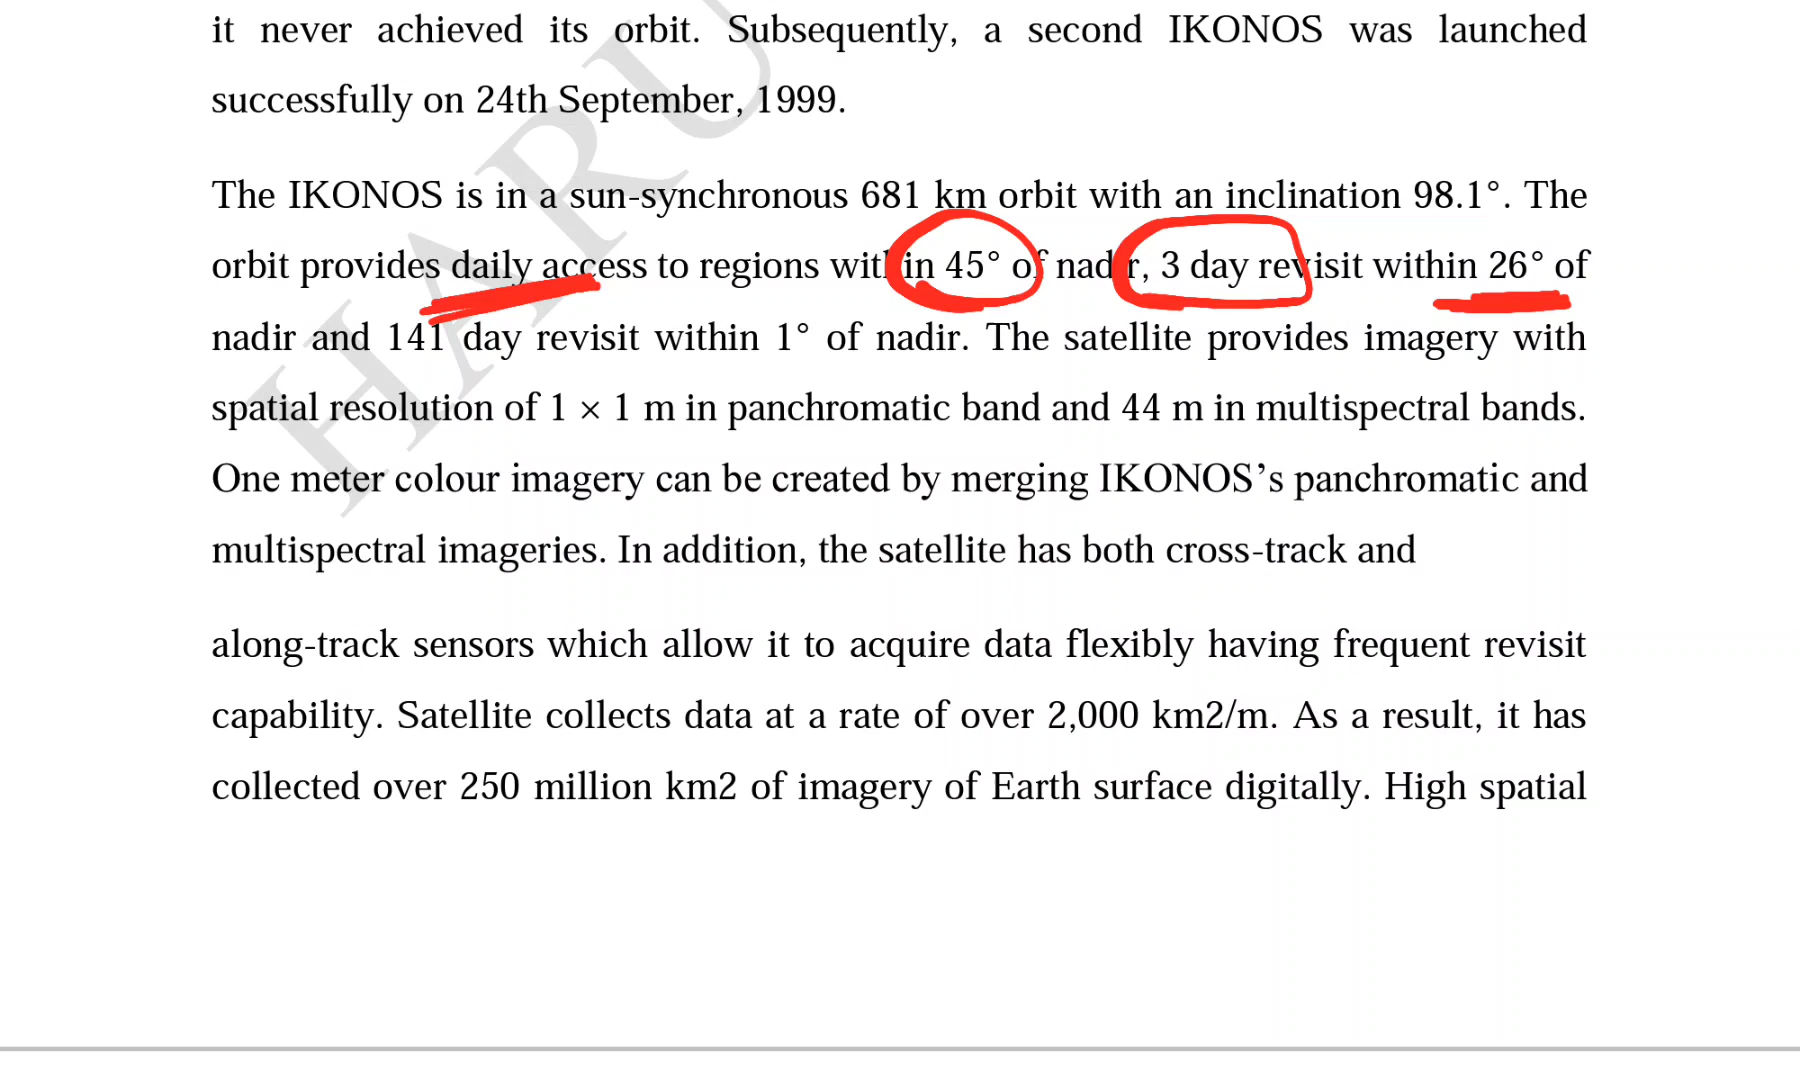 it never achieved its orbit. Subsequently, a second IKONOS was launched
successfully on 24th September, 1999.
The IKONOS is in a sun-synchronous 681 km orbit with an inclination 98.1°. The
orbit provides daily access to regions within 45° of nadir, 3 day revisit within 26° of
nadir and 141 day revisit within 1° of nadir. The satellite provides imagery with
spatial resolution of 1 × 1 m in panchromatic band and 44 m in multispectral bands.
One meter colour imagery can be created by merging IKONOS’s panchromatic and
multispectral imageries. In addition, the satellite has both cross-track and
along-track sensors which allow it to acquire data flexibly having frequent revisit
capability. Satellite collects data at a rate of over 2,000 km2/m. As a result, it has
collected over 250 million km2 of imagery of Earth surface digitally. High spatial
HARU